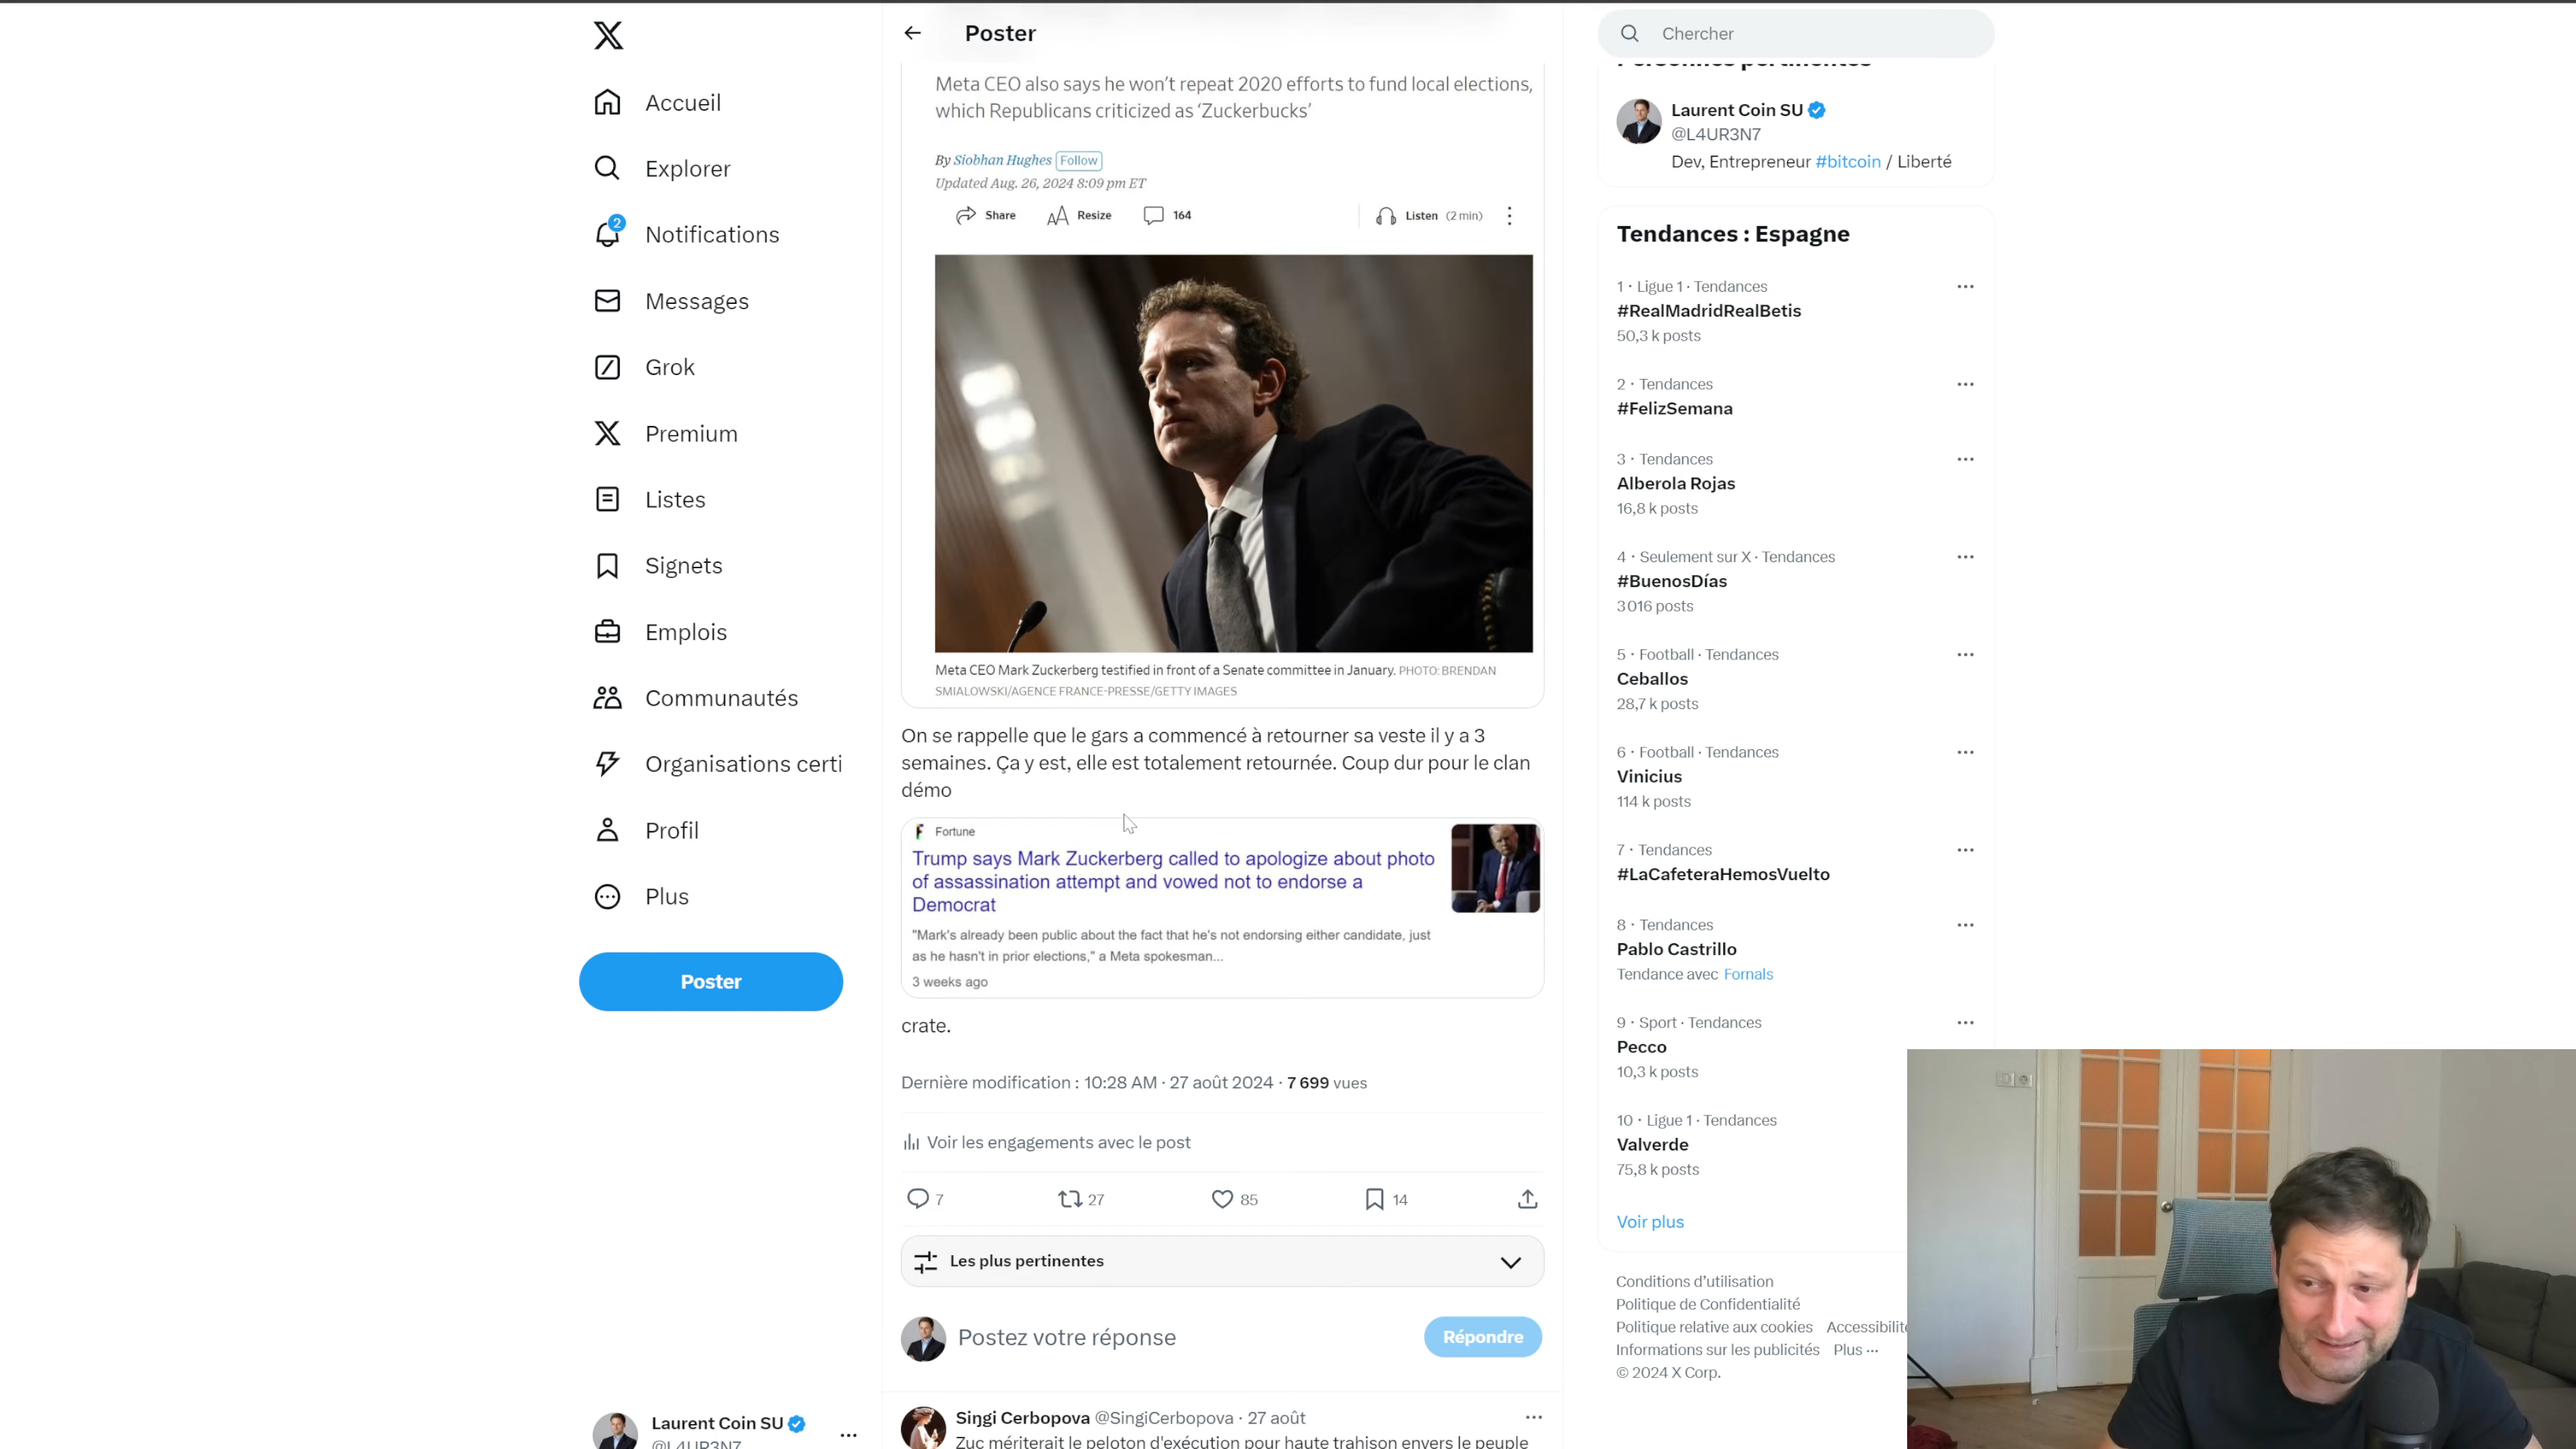 Accueil
Explorer
2
Notifications
Messages
Grok
Premium
Listes
Signets
Emplois
Communautés
Organisations certi
Profil
Plus
Poster
Laurent Coin SU
@L4UR3N7
Poster
Meta CEO also says he won't repeat 2020 efforts to fund local elections,
which Republicans criticized as 'Zuckerbucks'
By Siobhan Hughes Follow
Updated Aug. 26, 2024 8:09 pm ET
Share Resize 164 Listen (2 min)
Meta CEO Mark Zuckerberg testified in front of a Senate committee in January. PHOTO: BRENDAN
SMIALOWSKI/AGENCE FRANCE-PRESSE/GETTY IMAGES
On se rappelle que le gars a commencé à retourner sa veste il y a 3
semaines. Ça y est, elle est totalement retournée. Coup dur pour le clan
démo
Fortune
Trump says Mark Zuckerberg called to apologize about photo
of assassination attempt and vowed not to endorse a
Democrat
"Mark's already been public about the fact that he's not endorsing either candidate, just
as he hasn't in prior elections," a Meta spokesman...
3 weeks ago
crate.
Dernière modification : 10:28 AM · 27 août 2024 · 7 699 vues
Voir les engagements avec le post
7 27 85 14
Les plus pertinentes
Postez votre réponse
Répondre
Siŋgi Cerbopova @SingiCerbopova · 27 août
Zuc mériterait le peloton d'exécution pour haute trahison envers le peuple
Chercher
Personnes pertinentes
Laurent Coin SU
@L4UR3N7
Dev, Entrepreneur #bitcoin / Liberté
Tendances : Espagne
1 · Ligue 1 · Tendances
#RealMadridRealBetis
50,3 k posts
2 · Tendances
#FelizSemana
3 · Tendances
Alberola Rojas
16,8 k posts
4 · Seulement sur X · Tendances
#BuenosDías
3 016 posts
5 · Football · Tendances
Ceballos
28,7 k posts
6 · Football · Tendances
Vinicius
114 k posts
7 · Tendances
#LaCafeteraHemosVuelto
8 · Tendances
Pablo Castrillo
Tendance avec Fornals
9 · Sport · Tendances
Pecco
10,3 k posts
10 · Ligue 1 · Tendances
Valverde
75,8 k posts
Voir plus
Conditions d'utilisation
Politique de Confidentialité
Politique relative aux cookies Accessibilité
Informations sur les publicités Plus ...
© 2024 X Corp.